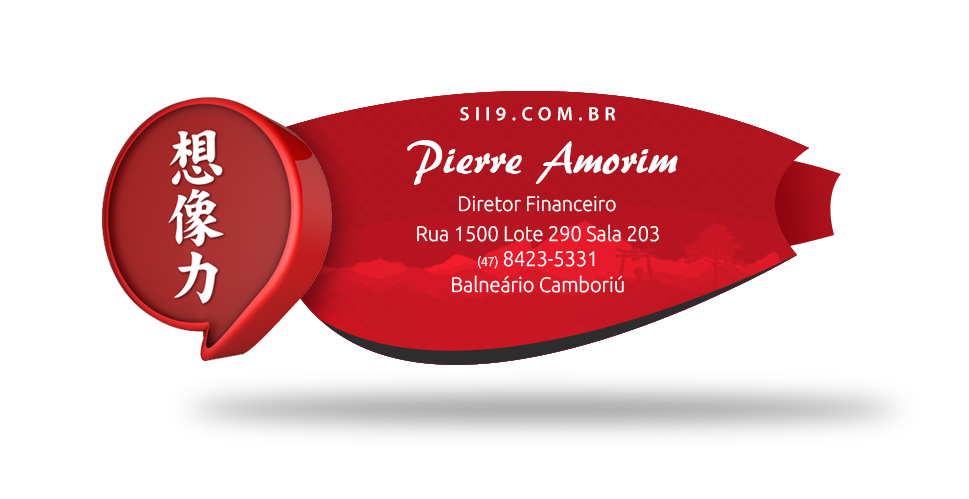 想像力
SII9.COM.BR
Pierre Amorim
Diretor Financeiro
Rua 1500 Lote 290 Sala 203
(47) 8423-5331
Balneário Camboriú